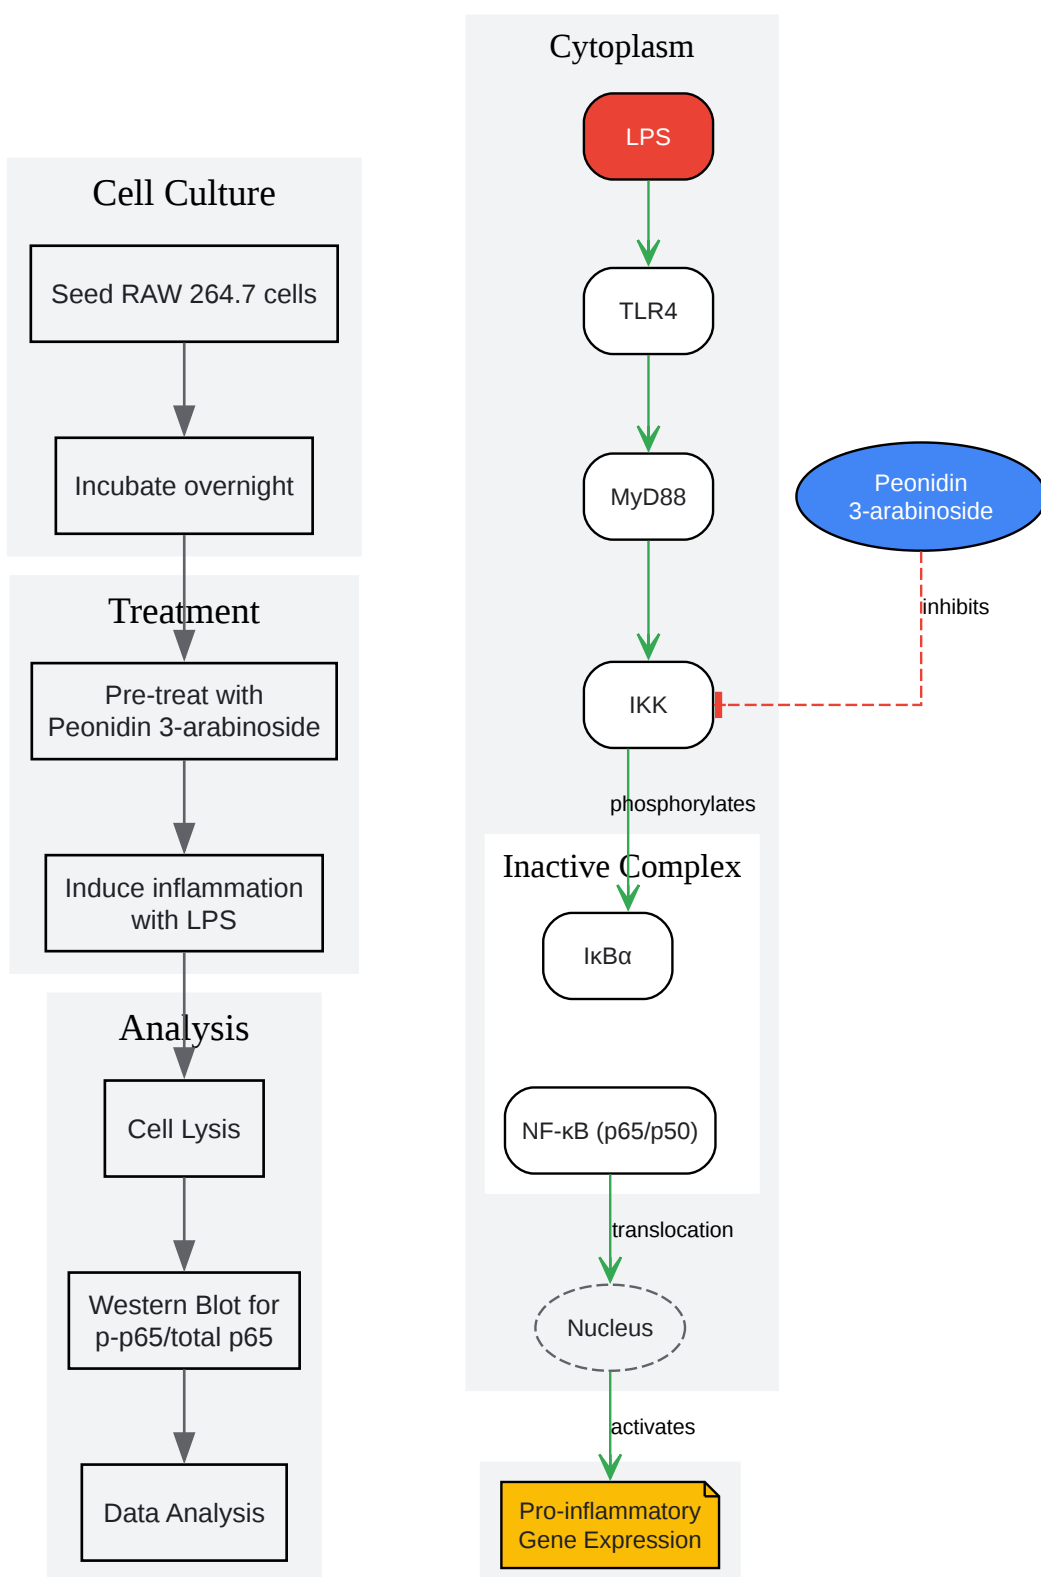 Cell Culture
Seed RAW 264.7 cells
Incubate overnight
Treatment
Pre-treat with
Peonidin 3-arabinoside
Induce inflammation
with LPS
Analysis
Cell Lysis
Western Blot for
p-p65/total p65
Data Analysis
Cytoplasm
LPS
TLR4
MyD88
Peonidin
3-arabinoside
inhibits
IKK
phosphorylates
Inactive Complex
IκBα
NF-κB (p65/p50)
translocation
Nucleus
activates
Pro-inflammatory
Gene Expression